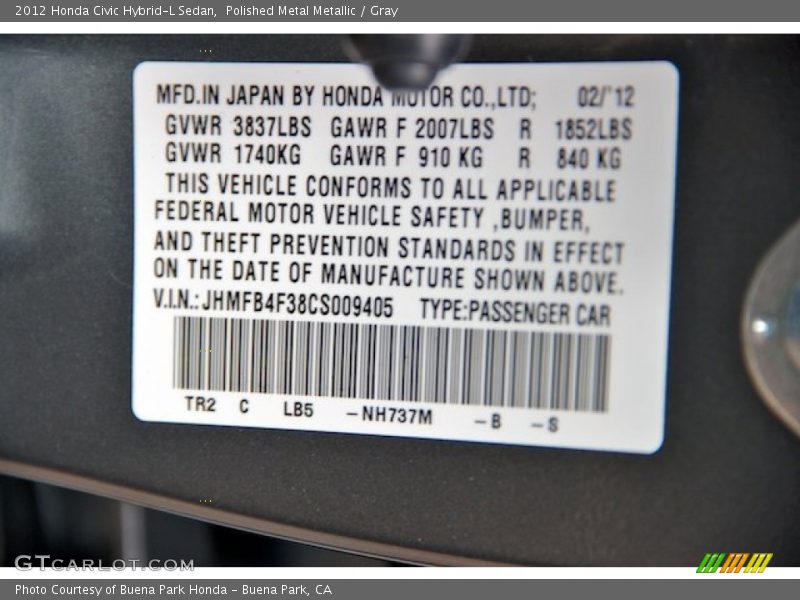 2012 Honda Civic Hybrid-L Sedan,  Polished Metal Metallic / Gray
MFD.IN JAPAN BY HONDA MOTOR CO.,LTD; 02/'12
GVWR 3837LBS GAWR F 2007LBS R 1852LBS
GVWR 1740KG GAWR F 910 KG R 840 KG
THIS VEHICLE CONFORMS TO ALL APPLICABLE
FEDERAL MOTOR VEHICLE SAFETY ,BUMPER,
AND THEFT PREVENTION STANDARDS IN EFFECT
ON THE DATE OF MANUFACTURE SHOWN ABOVE.
V.I.N.:JHMFB4F38CS009405 TYPE:PASSENGER CAR
TR2 C LB5 -NH737M -B -S
GTCARLOT.COM
Photo Courtesy of Buena Park Honda - Buena Park, CA